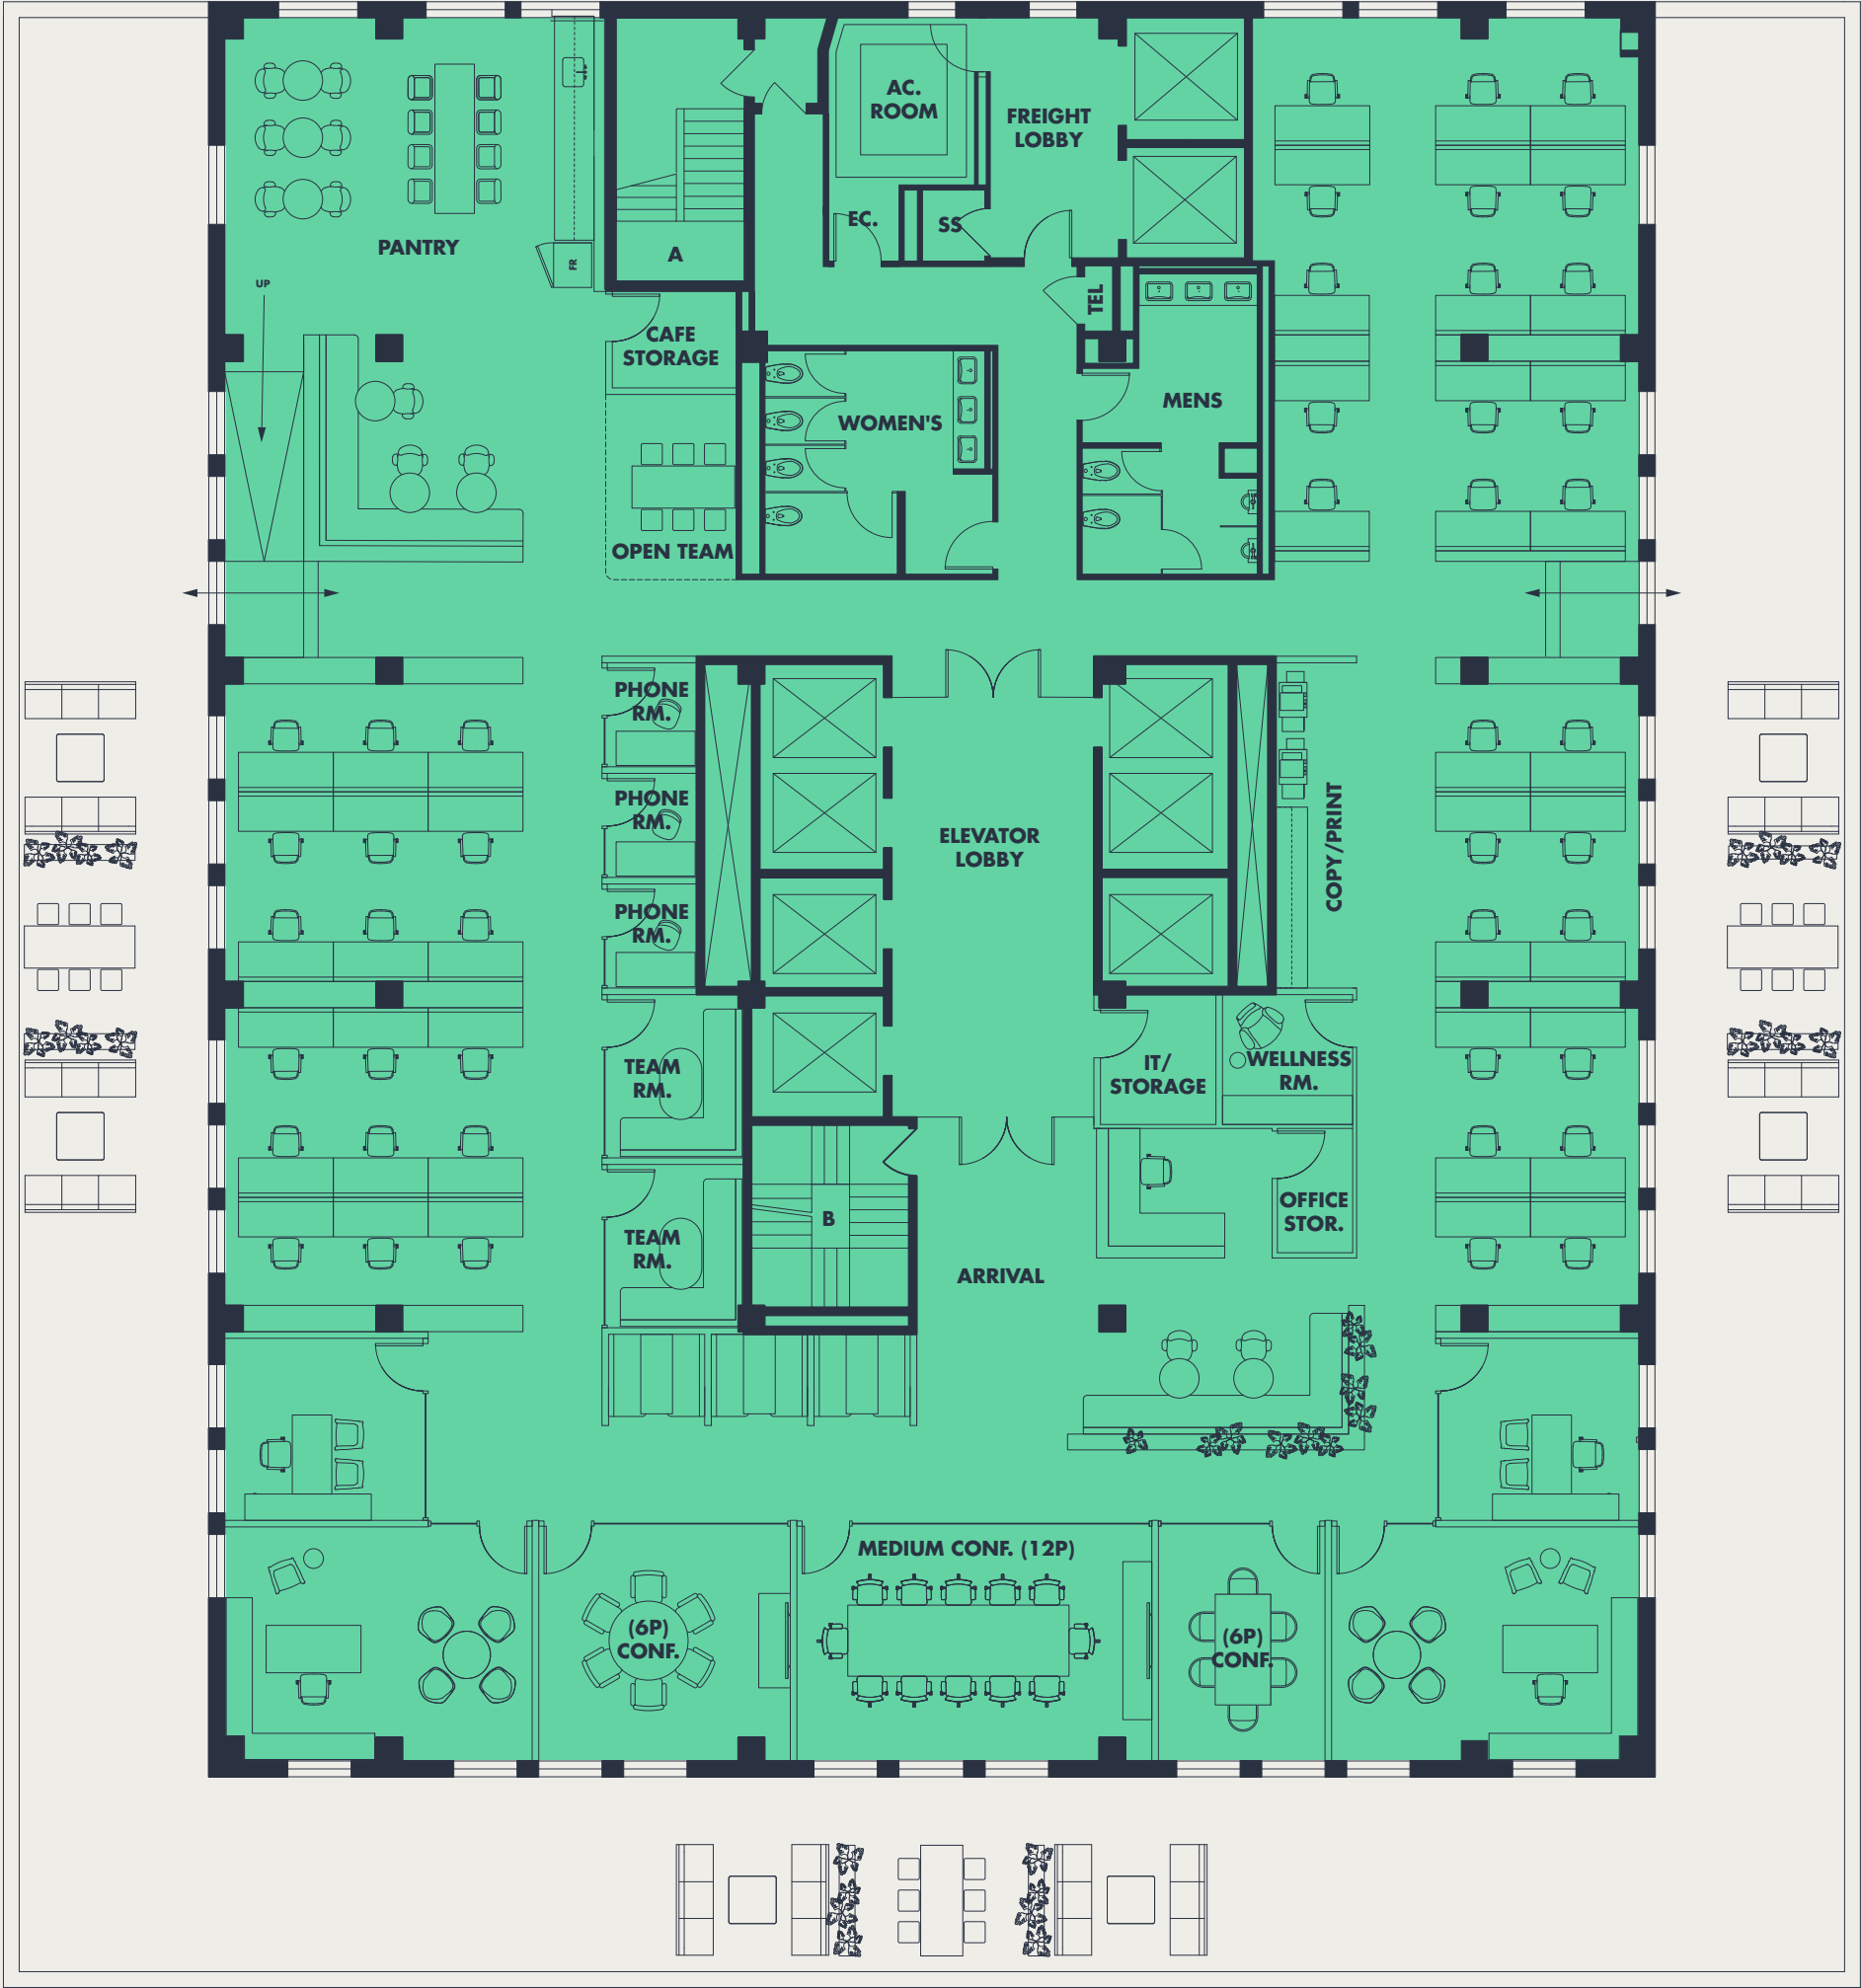 AC.
ROOM
FREIGHT
LOBBY
EC.
SS
PANTRY
A
FR
UP
TEL
CAFE
STORAGE
WOMEN'S
MENS
OPEN TEAM
PHONE
RM.
PHONE
RM.
PHONE
RM.
ELEVATOR
LOBBY
COPY/PRINT
TEAM
RM.
IT/
STORAGE
WELLNESS
RM.
TEAM
RM.
B
OFFICE
STOR.
ARRIVAL
MEDIUM CONF. (12P)
(6P)
CONF.
(6P)
CONF.